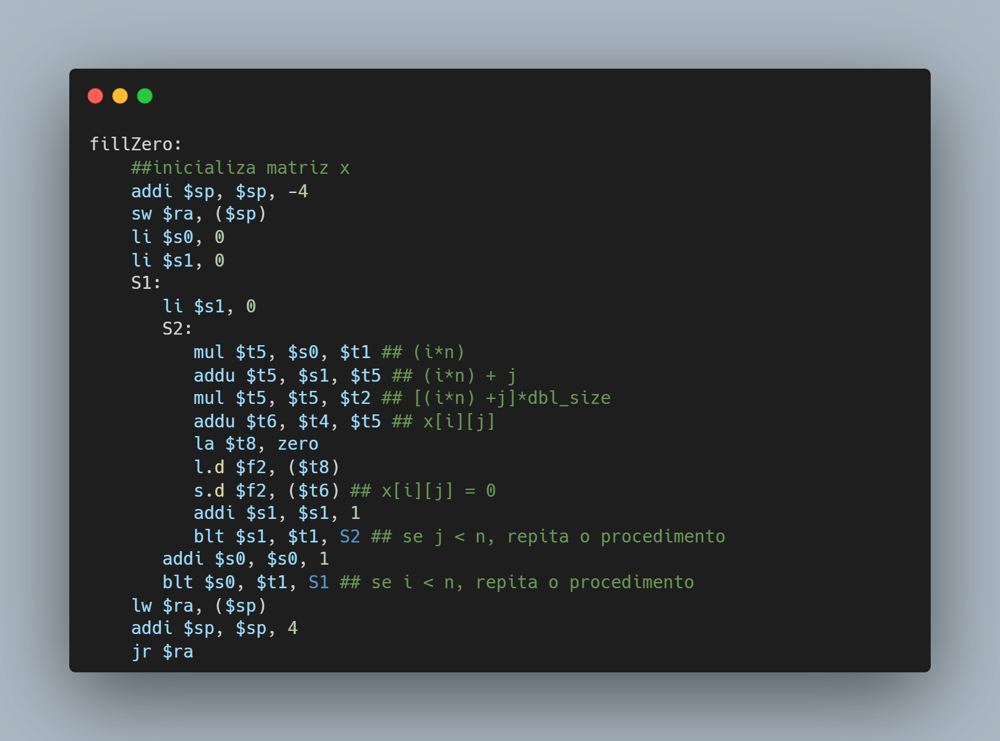 fillZero:
    ##inicializa matriz x
    addi $sp, $sp, -4
    sw $ra, ($sp)
    li $s0, 0
    li $s1, 0
    S1:
       li $s1, 0
       S2:
          mul $t5, $s0, $t1 ## (i*n)
          addu $t5, $s1, $t5 ## (i*n) + j
          mul $t5, $t5, $t2 ## [(i*n) +j]*dbl_size
          addu $t6, $t4, $t5 ## x[i][j]
          la $t8, zero
          l.d $f2, ($t8)
          s.d $f2, ($t6) ## x[i][j] = 0
          addi $s1, $s1, 1
          blt $s1, $t1, S2 ## se j < n, repita o procedimento
       addi $s0, $s0, 1
       blt $s0, $t1, S1 ## se i < n, repita o procedimento
    lw $ra, ($sp)
    addi $sp, $sp, 4
    jr $ra